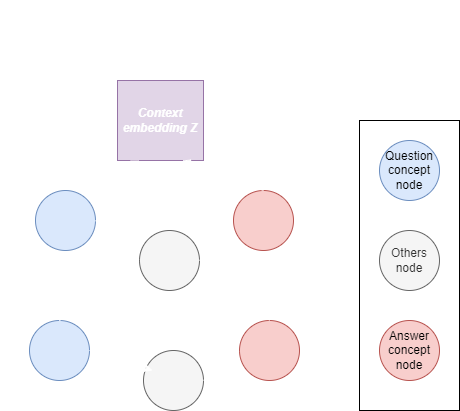 Context
embedding Z
Question
concept
node
Others
node
Answer
concept
node